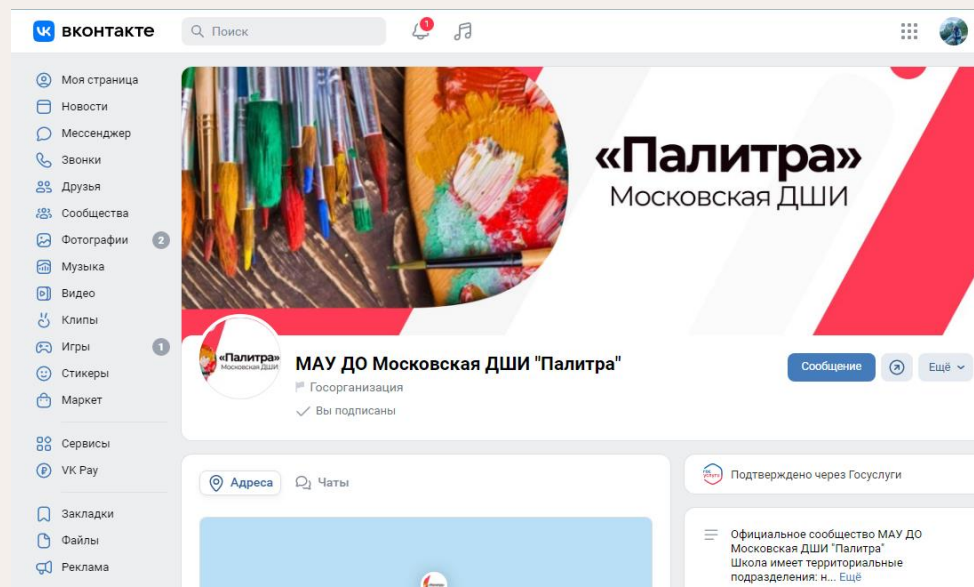 вконтакте
Поиск
1
Моя страница
Новости
Мессенджер
Звонки
Друзья
Сообщества
Фотографии 2
Музыка
Видео
Клипы
Игры 1
Стикеры
Маркет
Сервисы
VK Pay
Закладки
Файлы
Реклама
«Палитра»
Московская ДШИ
«Палитра»
Московская ДШИ
МАУ ДО Московская ДШИ "Палитра"
Госорганизация
Вы подписаны
Сообщение
Ещё
Адреса
Чаты
госуслуги
Подтверждено через Госуслуги
Официальное сообщество МАУ ДО
Московская ДШИ "Палитра"
Школа имеет территориальные
подразделения: н... Ещё